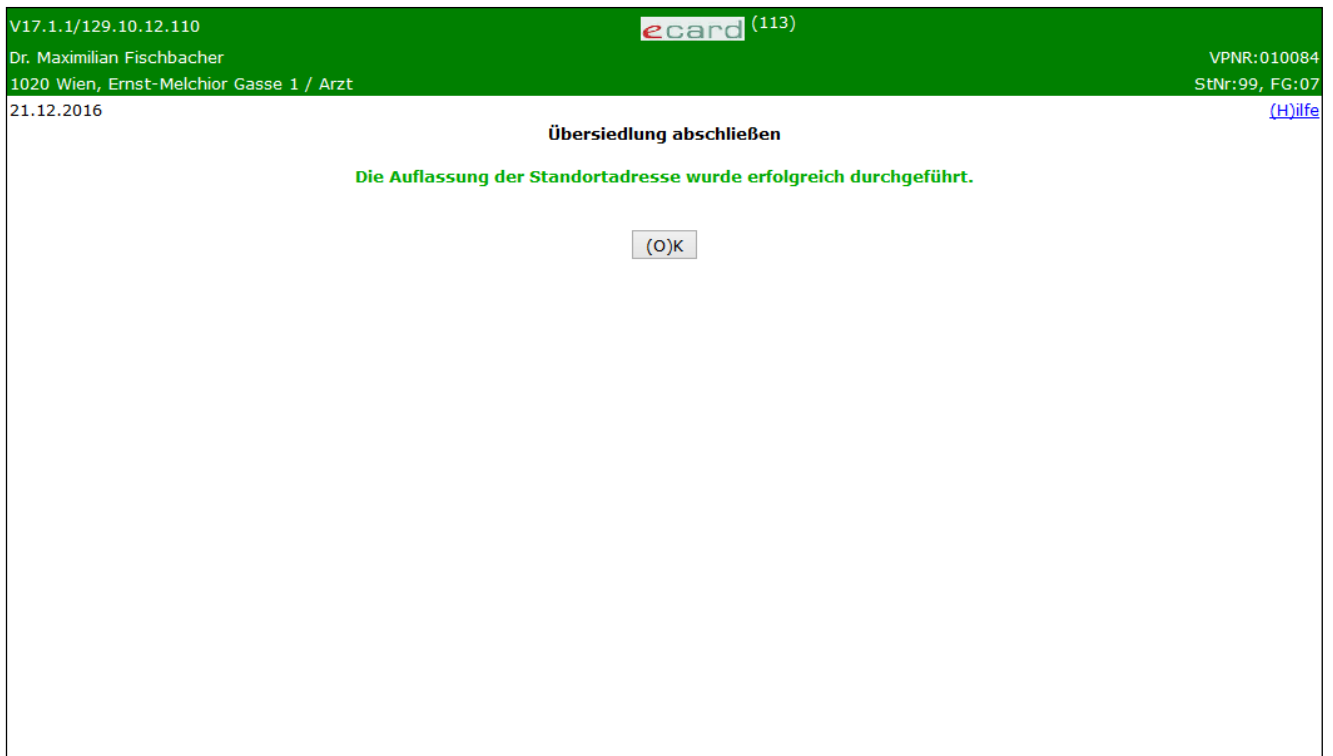 V17.1.1/129.10.12.110 ecard (113)
Dr. Maximilian Fischbacher VPNR:010084
1020 Wien, Ernst-Melchior Gasse 1 / Arzt StNr:99, FG:07
21.12.2016 (H)ilfe
Übersiedlung abschließen
Die Auflassung der Standortadresse wurde erfolgreich durchgeführt.
(O)K